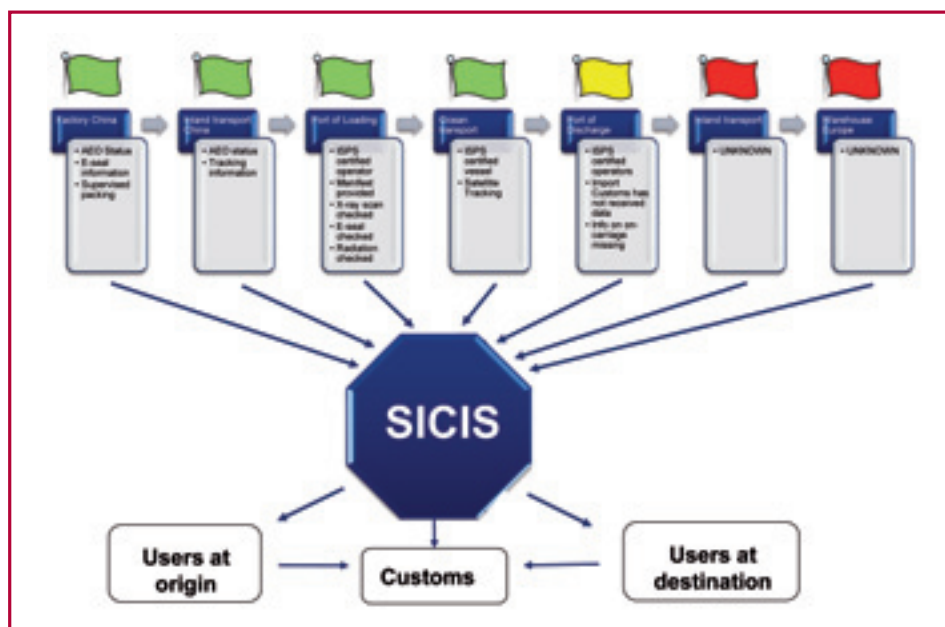 Factory China
Inland transport
China
Port of Loading
Ocean
transport
Port of
Discharge
Inland transport
Warehouse
Europe
• AEO Status
• E-seal
information
• Supervised
packing
• AEO status
• Tracking
information
• ISPS
certified
operator
• Manifest
provided
• X-ray scan
checked
• E-seal
checked
• Radiation
checked
• ISPS
certified
vessel
• Satellite
Tracking
• ISPS
certified
operators
• Import
Customs has
not received
data
• Info on on-
carriage
missing
• UNKNOWN
• UNKNOWN
SICIS
Users at
origin
Customs
Users at
destination